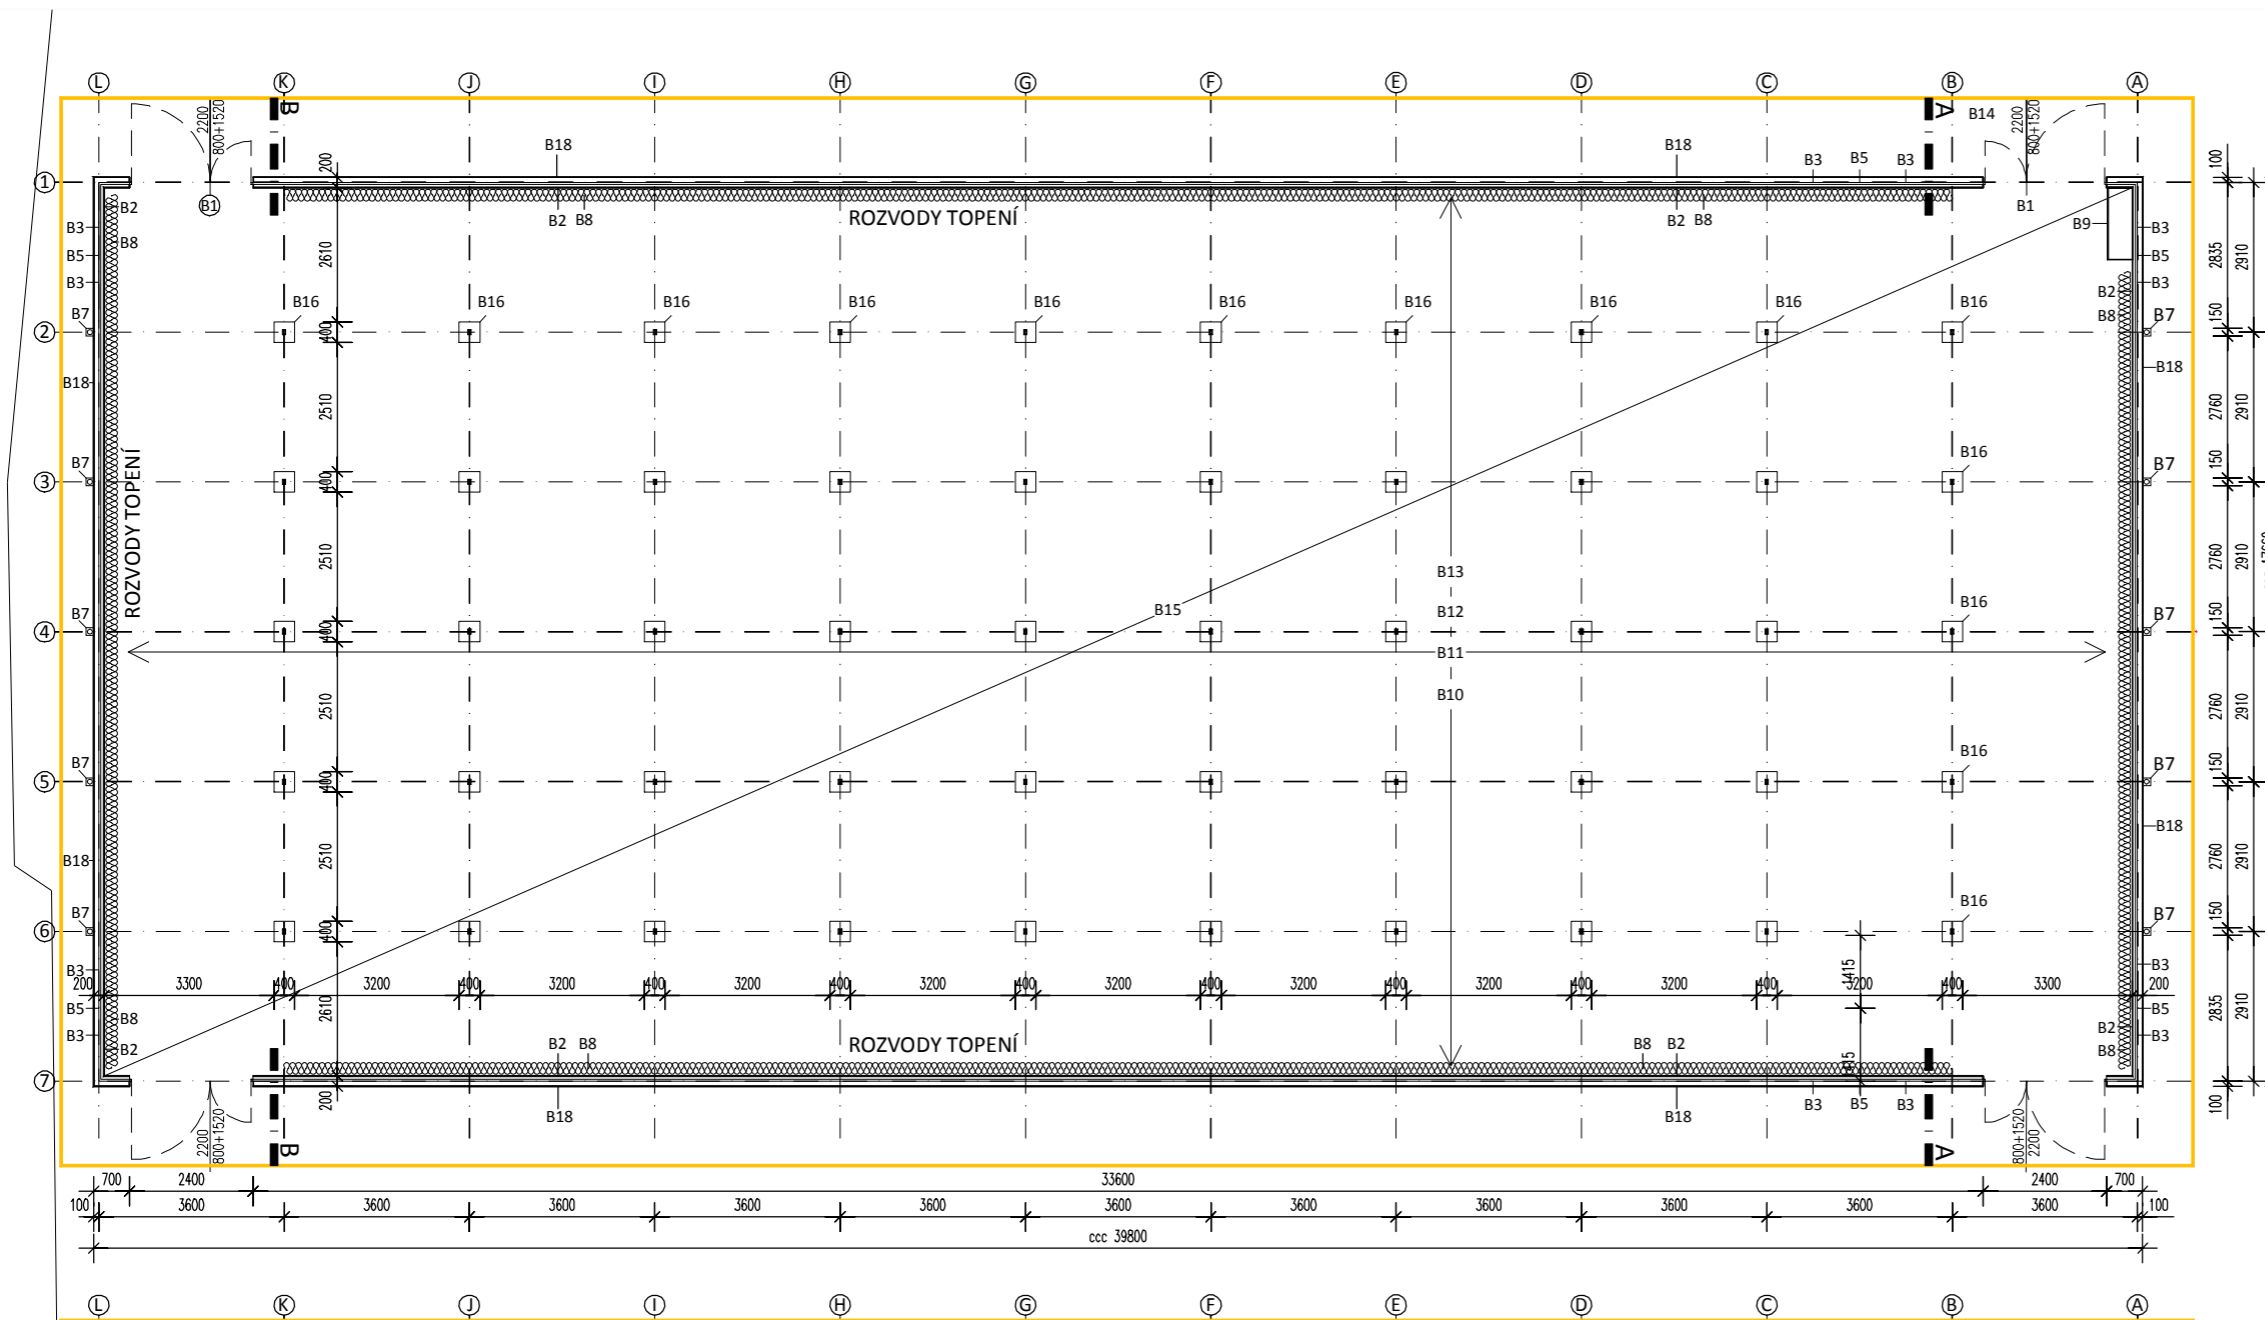 L K J I H G F E D C B A
2200 800+1520 B B18 B18 A B14 2200 800+1520
200 B3 B5 B3 100
1
B2 B1 B2 B8 ROZVODY TOPENÍ B2 B8 B1
B3 B9 B3
B8 2610 2835 2910
B5 B5
B3 B2 B3
B7 B16 B16 B16 B16 B16 B16 B16 B16 B16 B16 B8 B7
2 400 150
B18 B18
2510 2760 2910
ROZVODY TOPENÍ
B7 B16 B7
3 400 150
2510 B13 2760 2910
B7 B15 B12 B16 B7
4 400 150
B11
2510 B10 2760 2910
B7 B16 B7
5 400 150
B18 2510 B18 2760 2910
B7 B16 B7
6 400 150
B3 1415 B3
200 3300 400 3200 400 3200 400 3200 400 3200 400 3200 400 3200 400 3200 400 3200 400 3200 400 3300 200
B5 B8 2610 B5 2835 2910
B3 B2 B2 B8 ROZVODY TOPENÍ B8 B2 1415 B2 B3
B8
7
200 B18 B18 B3 B5 B3 100
2200 800+1520 B A 800+1520 2200
700 2400 33600 2400 700
100 3600 3600 3600 3600 3600 3600 3600 3600 3600 3600 3600 100
ccc 39800
L K J I H G F E D C B A